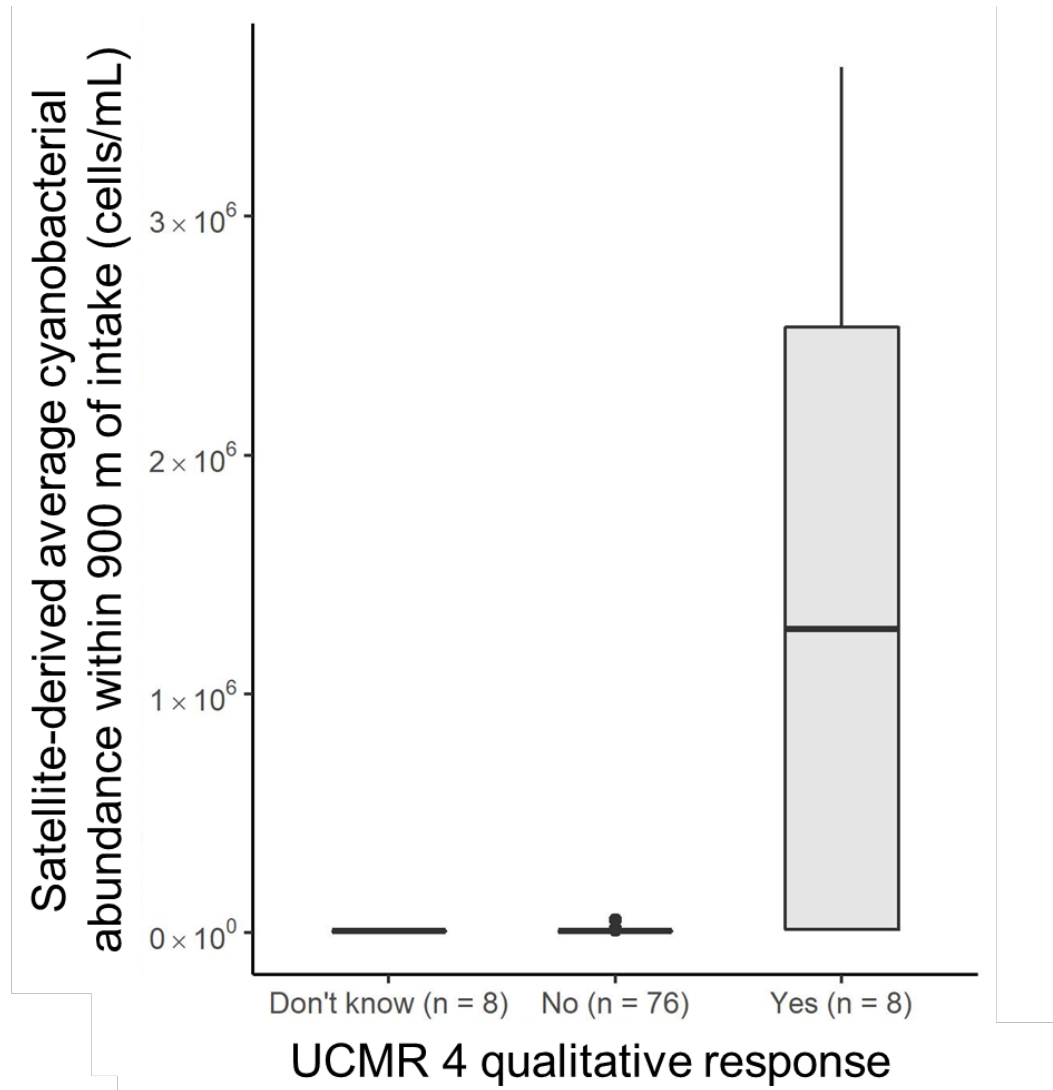 Satellite-derived average cyanobacterial
abundance within 900 m of intake (cells/mL)
3 × 10⁶
2 × 10⁶
1 × 10⁶
0 × 10⁰
Don't know (n = 8) No (n = 76) Yes (n = 8)
UCMR 4 qualitative response